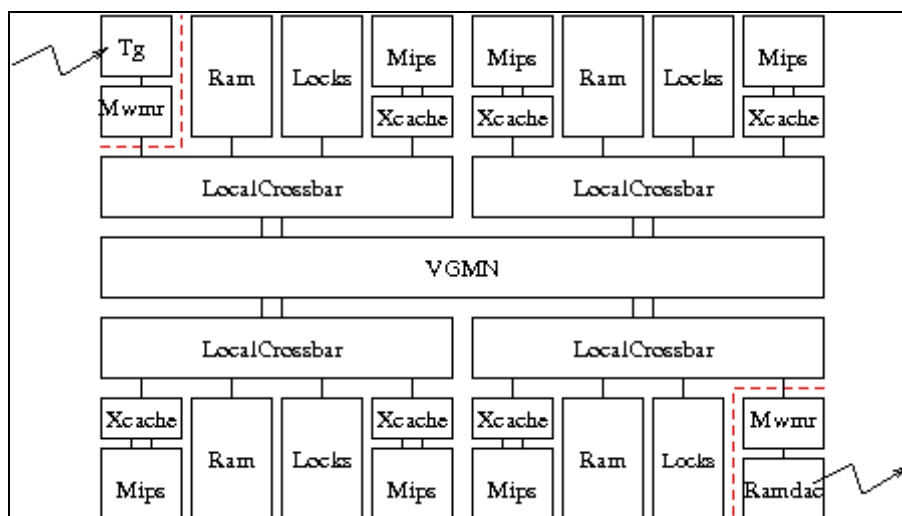 Tg
Ram
Locks
Mips
Mips
Ram
Locks
Mips
Mwmr
Xcache
Xcache
Xcache
LocalCrossbar
LocalCrossbar
VGMN
LocalCrossbar
LocalCrossbar
Xcache
Xcache
Xcache
Mwmr
Mips
Ram
Locks
Mips
Mips
Ram
Locks
Ramdac